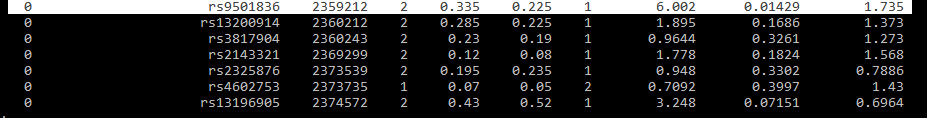 0 rs9501836 2359212 2 0.335 0.225 1 6.002 0.01429 1.735
0 rs13200914 2360212 2 0.285 0.225 1 1.895 0.1686 1.373
0 rs3817904 2360243 2 0.23 0.19 1 0.9644 0.3261 1.273
0 rs2143321 2369299 2 0.12 0.08 1 1.778 0.1824 1.568
0 rs2325876 2373539 2 0.195 0.235 1 0.948 0.3302 0.7886
0 rs4602753 2373735 1 0.07 0.05 2 0.7092 0.3997 1.43
0 rs13196905 2374572 2 0.43 0.52 1 3.248 0.07151 0.6964